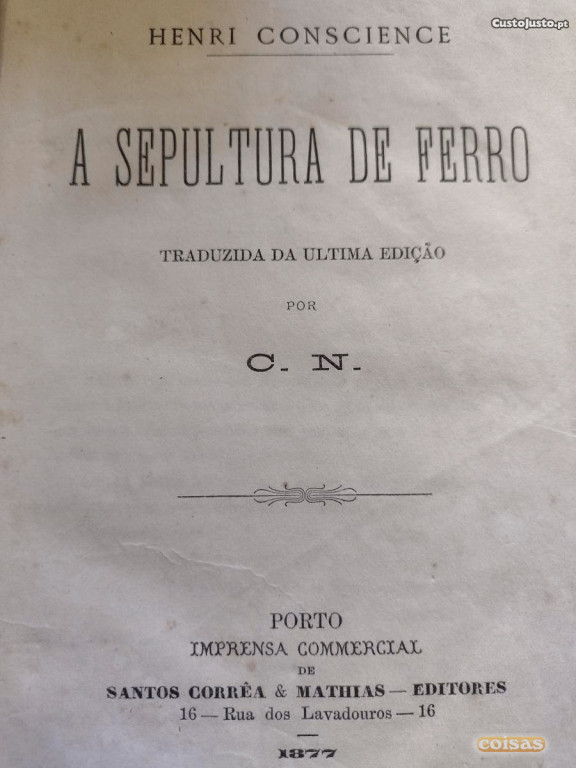 CustoJusto.pt
HENRI CONSCIENCE
A SEPULTURA DE FERRO
TRADUZIDA DA ULTIMA EDIÇÃO
POR
C. N.
PORTO
IMPRENSA COMMERCIAL
DE
SANTOS CORRÊA & MATHIAS — EDITORES
16 — Rua dos Lavadouros — 16
1877
coisas